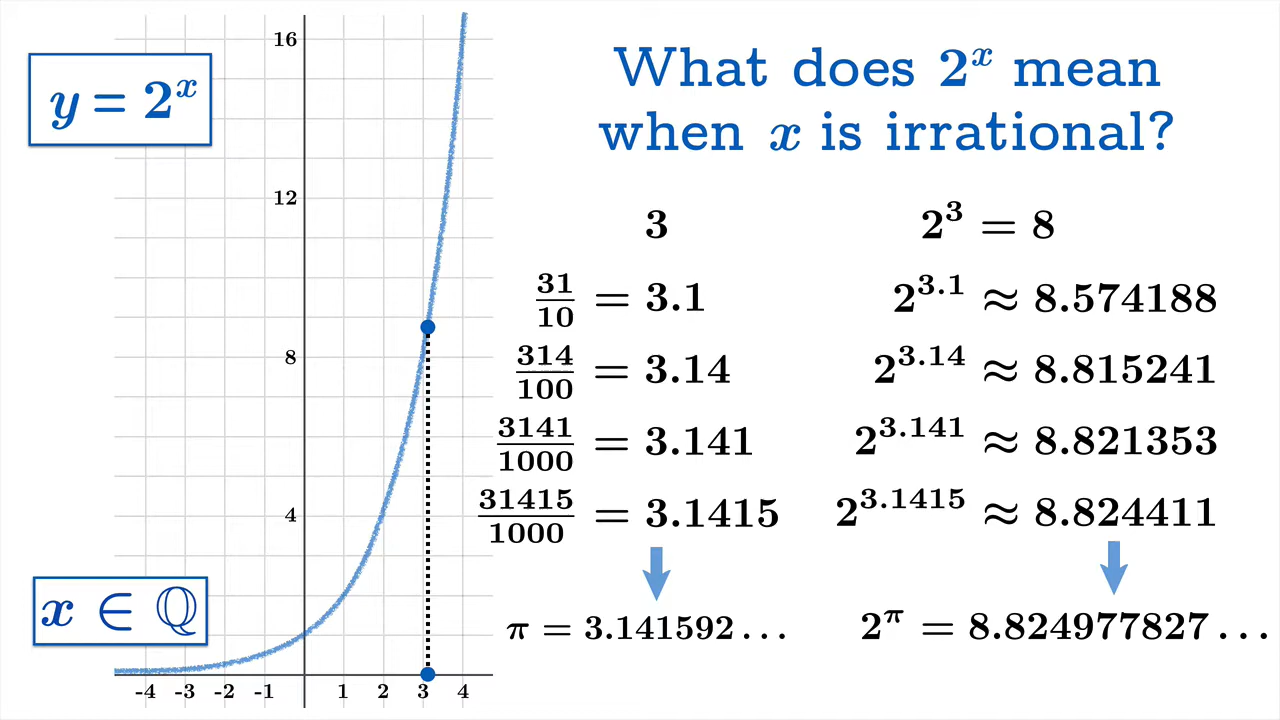 y = 2^x
What does 2^x mean
when x is irrational?
3
2^3 = 8
31/10 = 3.1
2^3.1 ≈ 8.574188
314/100 = 3.14
2^3.14 ≈ 8.815241
3141/1000 = 3.141
2^3.141 ≈ 8.821353
31415/1000 = 3.1415
2^3.1415 ≈ 8.824411
π = 3.141592...
2^π = 8.824977827...
x ∈ ℚ
16
12
8
4
-4 -3 -2 -1 1 2 3 4